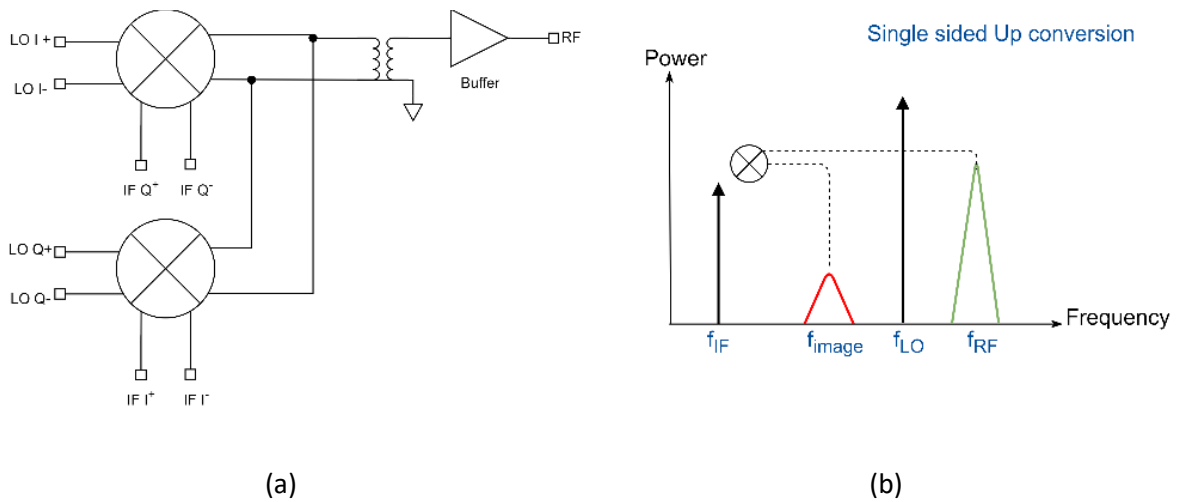 LO I+
LO I-
IF Q+ IF Q-
LO Q+
LO Q-
IF I+ IF I-
RF
Buffer
Single sided Up conversion
Power
Frequency
fIF fimage fLO fRF
(a) (b)